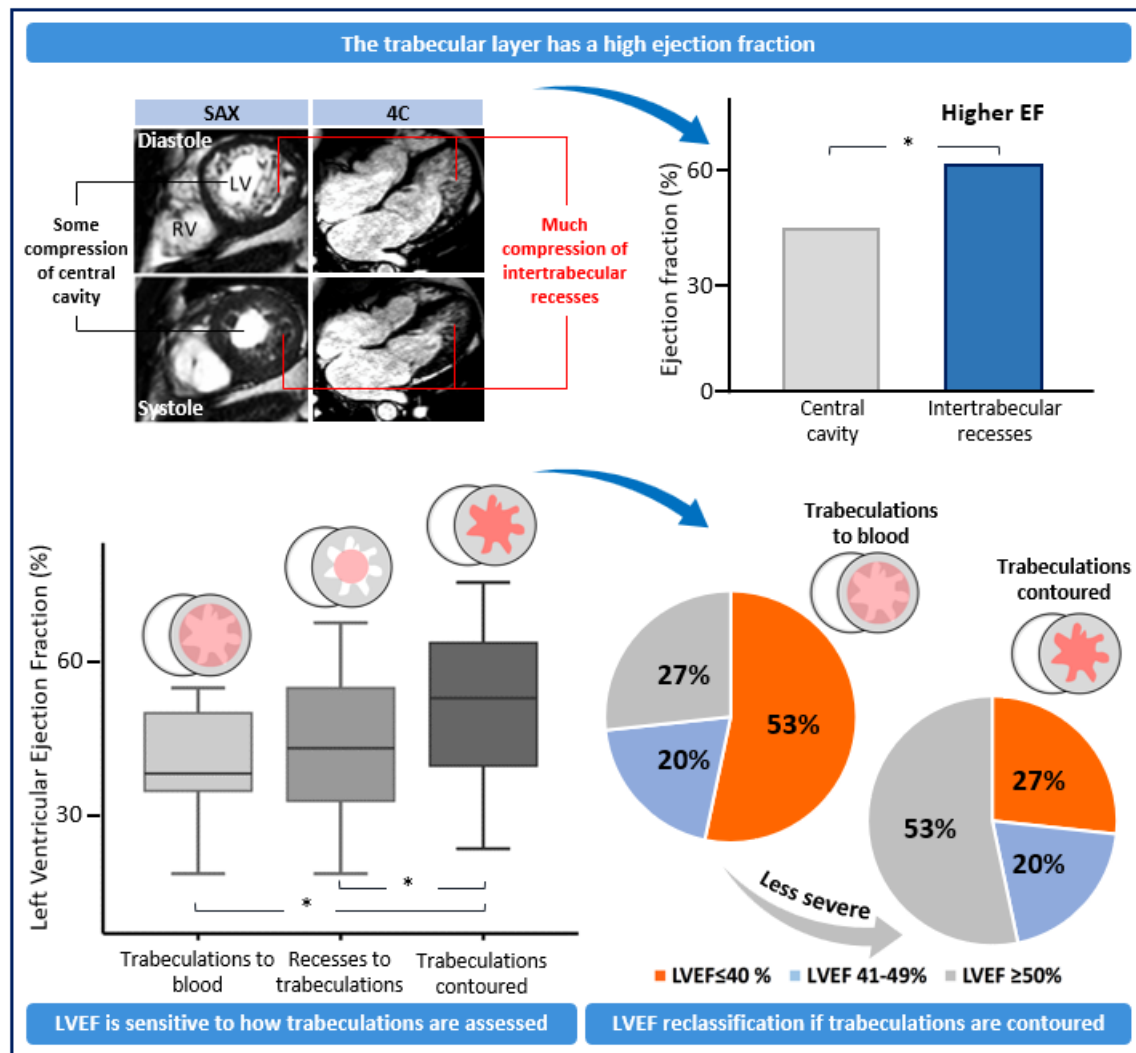 The trabecular layer has a high ejection fraction
SAX
4C
Diastole
LV
RV
Systole
Some
compression
of central
cavity
Much
compression of
intertrabecular
recesses
Ejection fraction (%)
60
30
0
Higher EF
*
Central
cavity
Intertrabecular
recesses
Left Ventricular Ejection Fraction (%)
60
30
*
*
Trabeculations to
blood
Recesses to
trabeculations
Trabeculations
contoured
Trabeculations
to blood
27%
53%
20%
Trabeculations
contoured
27%
53%
20%
Less severe
LVEF≤40 %
LVEF 41-49%
LVEF ≥50%
LVEF is sensitive to how trabeculations are assessed
LVEF reclassification if trabeculations are contoured